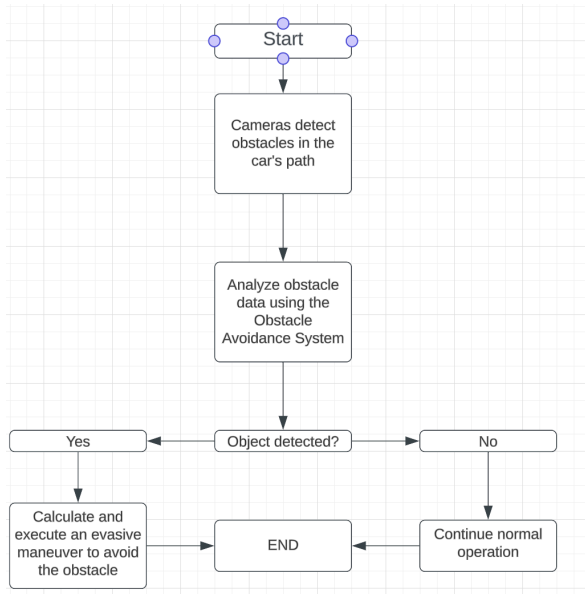 Start
Cameras detect
obstacles in the
car's path
Analyze obstacle
data using the
Obstacle
Avoidance System
Yes
Object detected?
No
Calculate and
execute an evasive
maneuver to avoid
the obstacle
END
Continue normal
operation